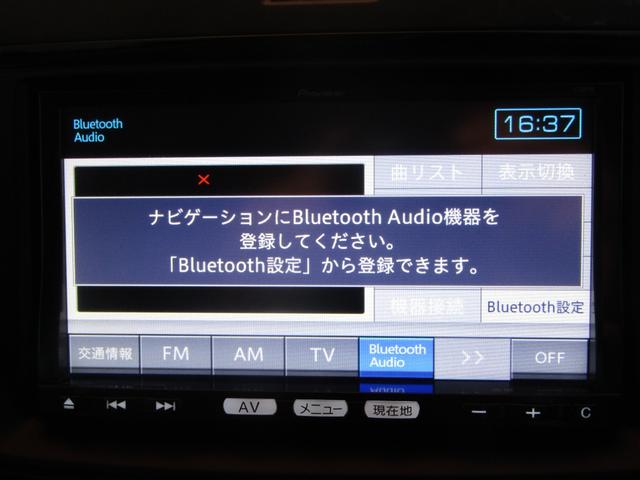 Pioneer
Bluetooth
Audio
16:37
曲リスト
表示切換
ナビゲーションにBluetooth Audio機器を
登録してください。
「Bluetooth設定」から登録できます。
機器接続
Bluetooth設定
交通情報
FM
AM
TV
Bluetooth
Audio
>>
OFF
AV
メニュー
現在地
− + C